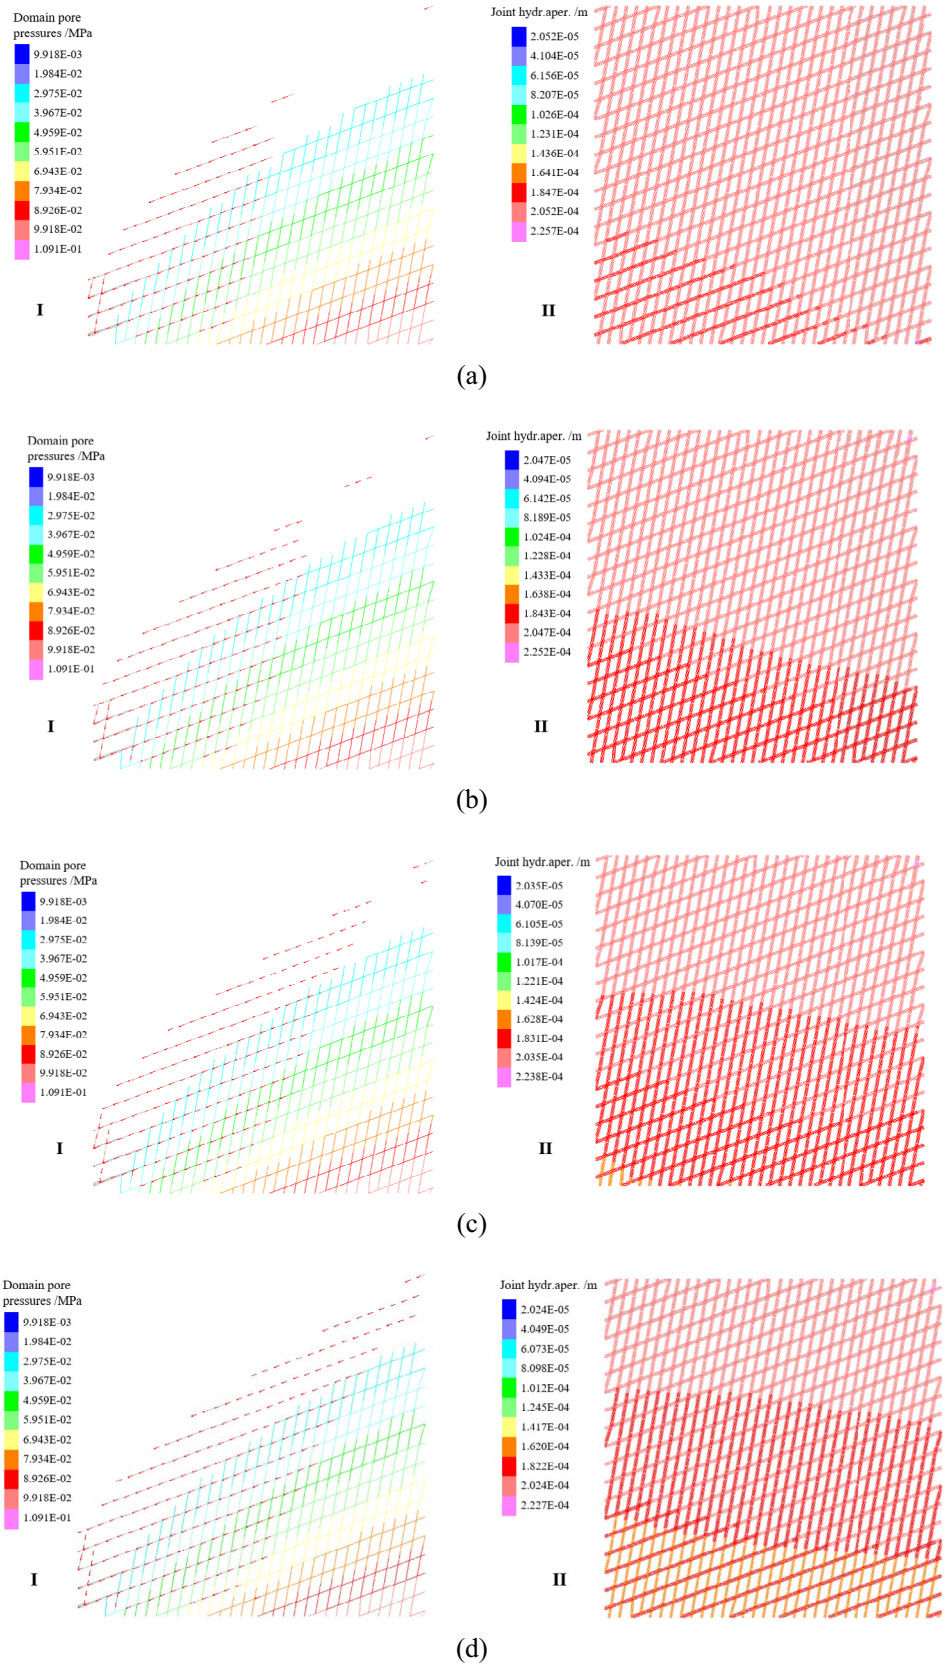 Domain pore
pressures /MPa
9.918E-03
1.984E-02
2.975E-02
3.967E-02
4.959E-02
5.951E-02
6.943E-02
7.934E-02
8.926E-02
9.918E-02
1.091E-01
I
Joint hydr.aper. /m
2.052E-05
4.104E-05
6.156E-05
8.207E-05
1.026E-04
1.231E-04
1.436E-04
1.641E-04
1.847E-04
2.052E-04
2.257E-04
II
(a)
Domain pore
pressures /MPa
9.918E-03
1.984E-02
2.975E-02
3.967E-02
4.959E-02
5.951E-02
6.943E-02
7.934E-02
8.926E-02
9.918E-02
1.091E-01
I
Joint hydr.aper. /m
2.047E-05
4.094E-05
6.142E-05
8.189E-05
1.024E-04
1.228E-04
1.433E-04
1.638E-04
1.843E-04
2.047E-04
2.252E-04
II
(b)
Domain pore
pressures /MPa
9.918E-03
1.984E-02
2.975E-02
3.967E-02
4.959E-02
5.951E-02
6.943E-02
7.934E-02
8.926E-02
9.918E-02
1.091E-01
I
Joint hydr.aper. /m
2.035E-05
4.070E-05
6.105E-05
8.139E-05
1.017E-04
1.221E-04
1.424E-04
1.628E-04
1.831E-04
2.035E-04
2.238E-04
II
(c)
Domain pore
pressures /MPa
9.918E-03
1.984E-02
2.975E-02
3.967E-02
4.959E-02
5.951E-02
6.943E-02
7.934E-02
8.926E-02
9.918E-02
1.091E-01
I
Joint hydr.aper. /m
2.024E-05
4.049E-05
6.073E-05
8.098E-05
1.012E-04
1.245E-04
1.417E-04
1.620E-04
1.822E-04
2.024E-04
2.227E-04
II
(d)